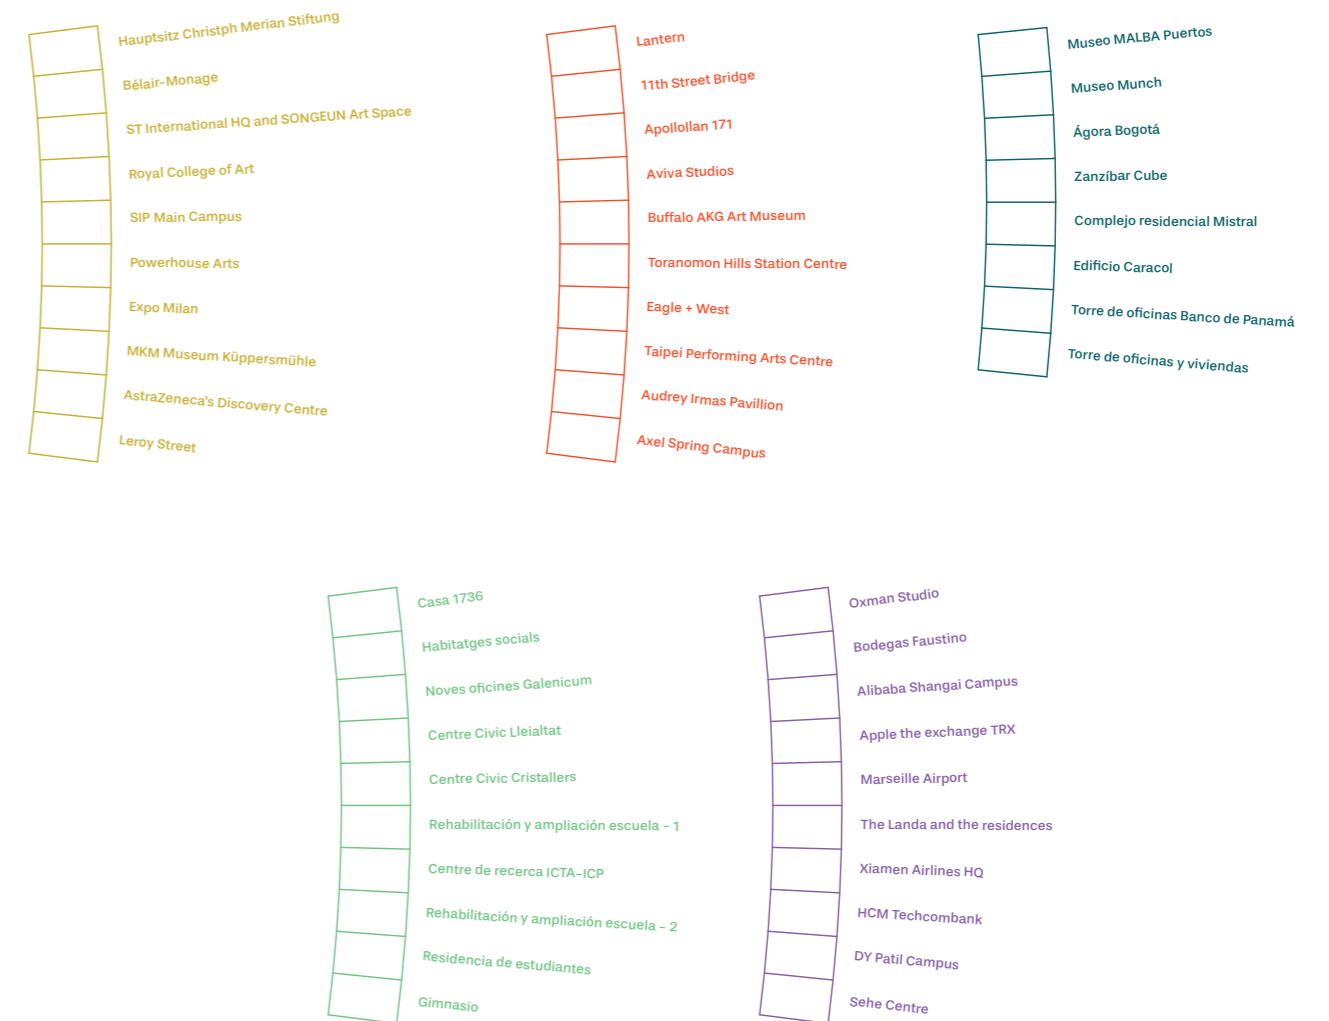 Hauptsitz Christph Merian Stiftung
Bélair-Monage
ST International HQ and SONGEUN Art Space
Royal College of Art
SIP Main Campus
Powerhouse Arts
Expo Milan
MKM Museum Küppersmühle
AstraZeneca's Discovery Centre
Leroy Street
Lantern
11th Street Bridge
Apollollan 171
Aviva Studios
Buffalo AKG Art Museum
Toranomon Hills Station Centre
Eagle + West
Taipei Performing Arts Centre
Audrey Irmas Pavillion
Axel Spring Campus
Museo MALBA Puertos
Museo Munch
Ágora Bogotá
Zanzíbar Cube
Complejo residencial Mistral
Edificio Caracol
Torre de oficinas Banco de Panamá
Torre de oficinas y viviendas
Casa 1736
Habitatges socials
Noves oficines Galenicum
Centre Civic Lleialtat
Centre Civic Cristallers
Rehabilitación y ampliación escuela - 1
Centre de recerca ICTA-ICP
Rehabilitación y ampliación escuela - 2
Residencia de estudiantes
Gimnasio
Oxman Studio
Bodegas Faustino
Alibaba Shangai Campus
Apple the exchange TRX
Marseille Airport
The Landa and the residences
Xiamen Airlines HQ
HCM Techcombank
DY Patil Campus
Sehe Centre